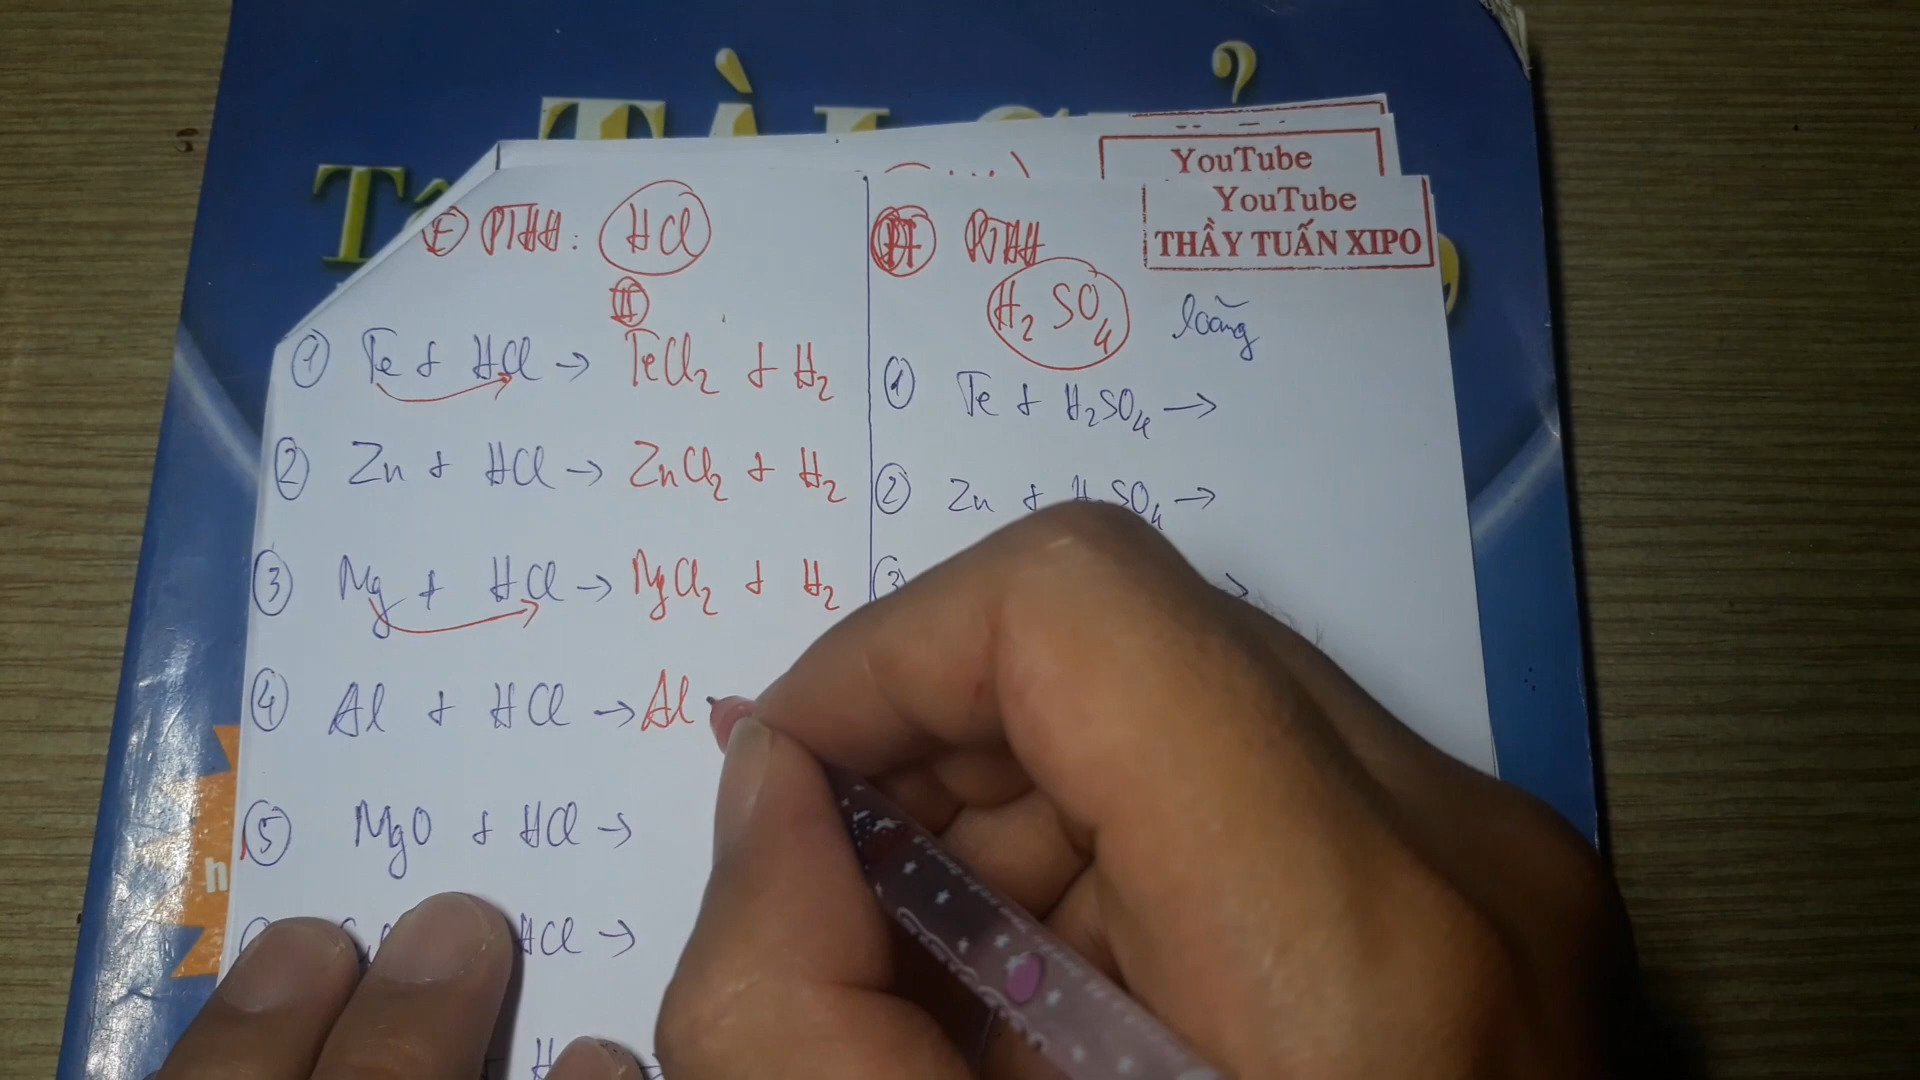 YouTube
YouTube
THẦY TUẤN XIPO
PTHH: HCl
II
① Fe + HCl → FeCl2 + H2
② Zn + HCl → ZnCl2 + H2
③ Mg + HCl → MgCl2 + H2
④ Al + HCl → Al
⑤ MgO + HCl →
HCl →
PTHH
H2SO4 loãng
① Fe + H2SO4 →
② Zn + H2SO4 →
③ →